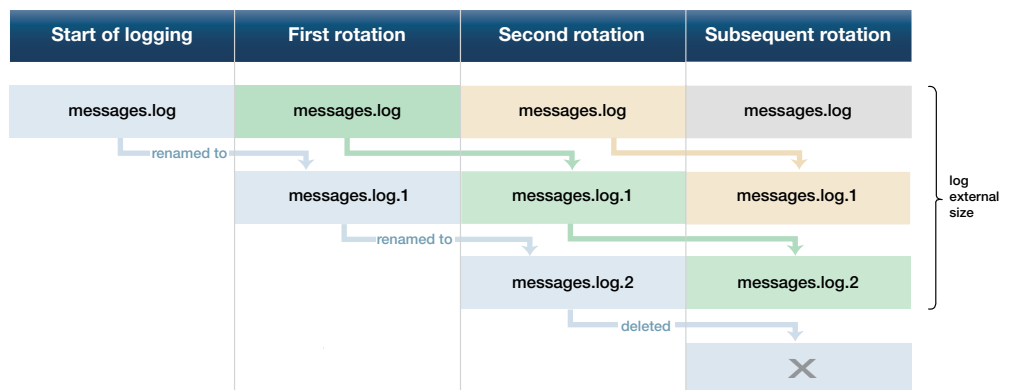 Start of logging
First rotation
Second rotation
Subsequent rotation
messages.log
messages.log
messages.log
messages.log
renamed to
messages.log.1
messages.log.1
messages.log.1
log
external
size
renamed to
messages.log.2
messages.log.2
deleted
X